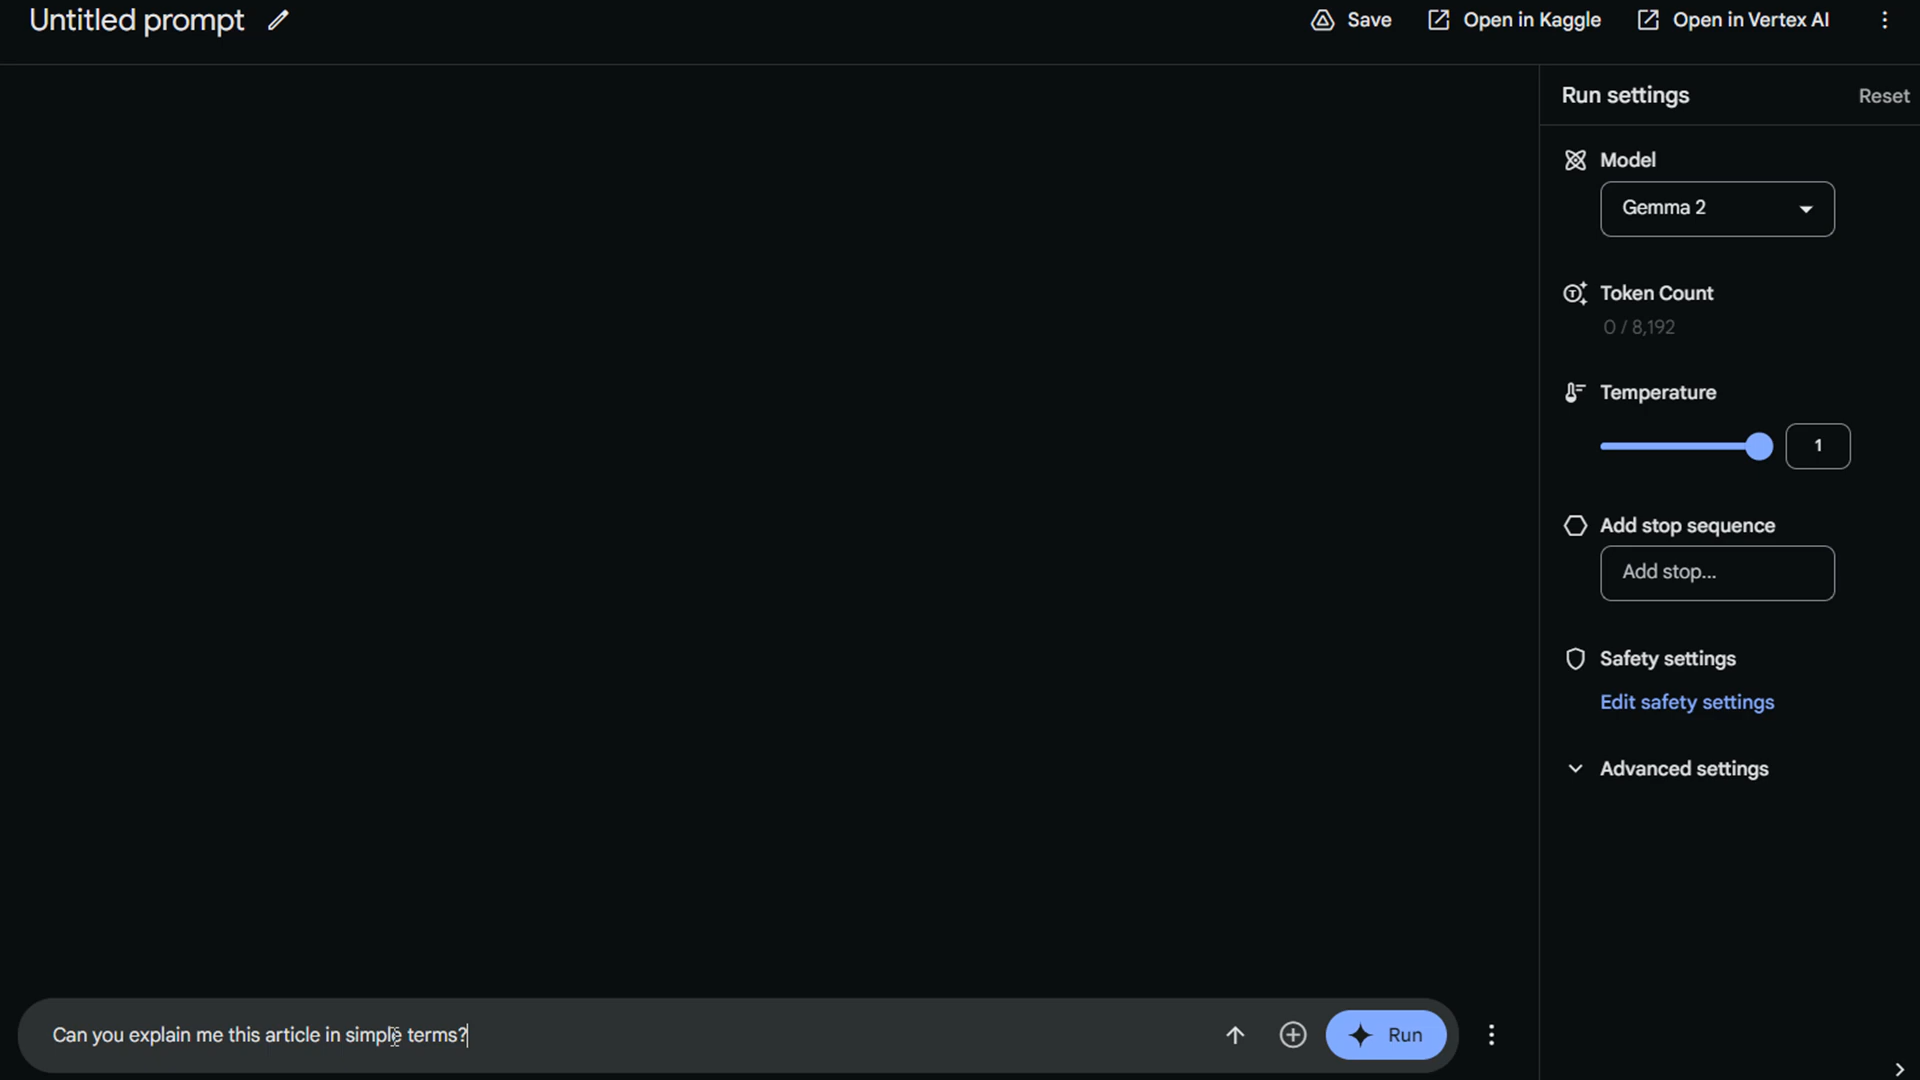 Untitled prompt
Save
Open in Kaggle
Open in Vertex AI
Run settings
Reset
Model
Gemma 2
Token Count
0 / 8,192
Temperature
1
Add stop sequence
Add stop...
Safety settings
Edit safety settings
Advanced settings
Can you explain me this article in simple terms?
Run